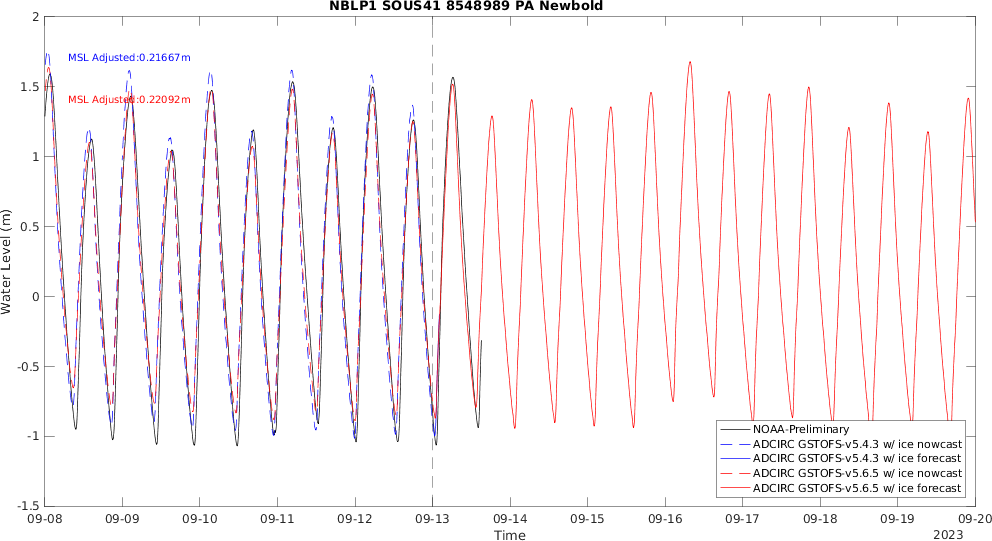 NBLP1 SOUS41 8548989 PA Newbold
2
1.5
1
0.5
0
-0.5
-1
-1.5
Water Level (m)
MSL Adjusted:0.21667m
MSL Adjusted:0.22092m
NOAA-Preliminary
ADCIRC GSTOFS-v5.4.3 w/ ice nowcast
ADCIRC GSTOFS-v5.4.3 w/ ice forecast
ADCIRC GSTOFS-v5.6.5 w/ ice nowcast
ADCIRC GSTOFS-v5.6.5 w/ ice forecast
09-08 09-09 09-10 09-11 09-12 09-13 09-14 09-15 09-16 09-17 09-18 09-19 09-20
Time
2023